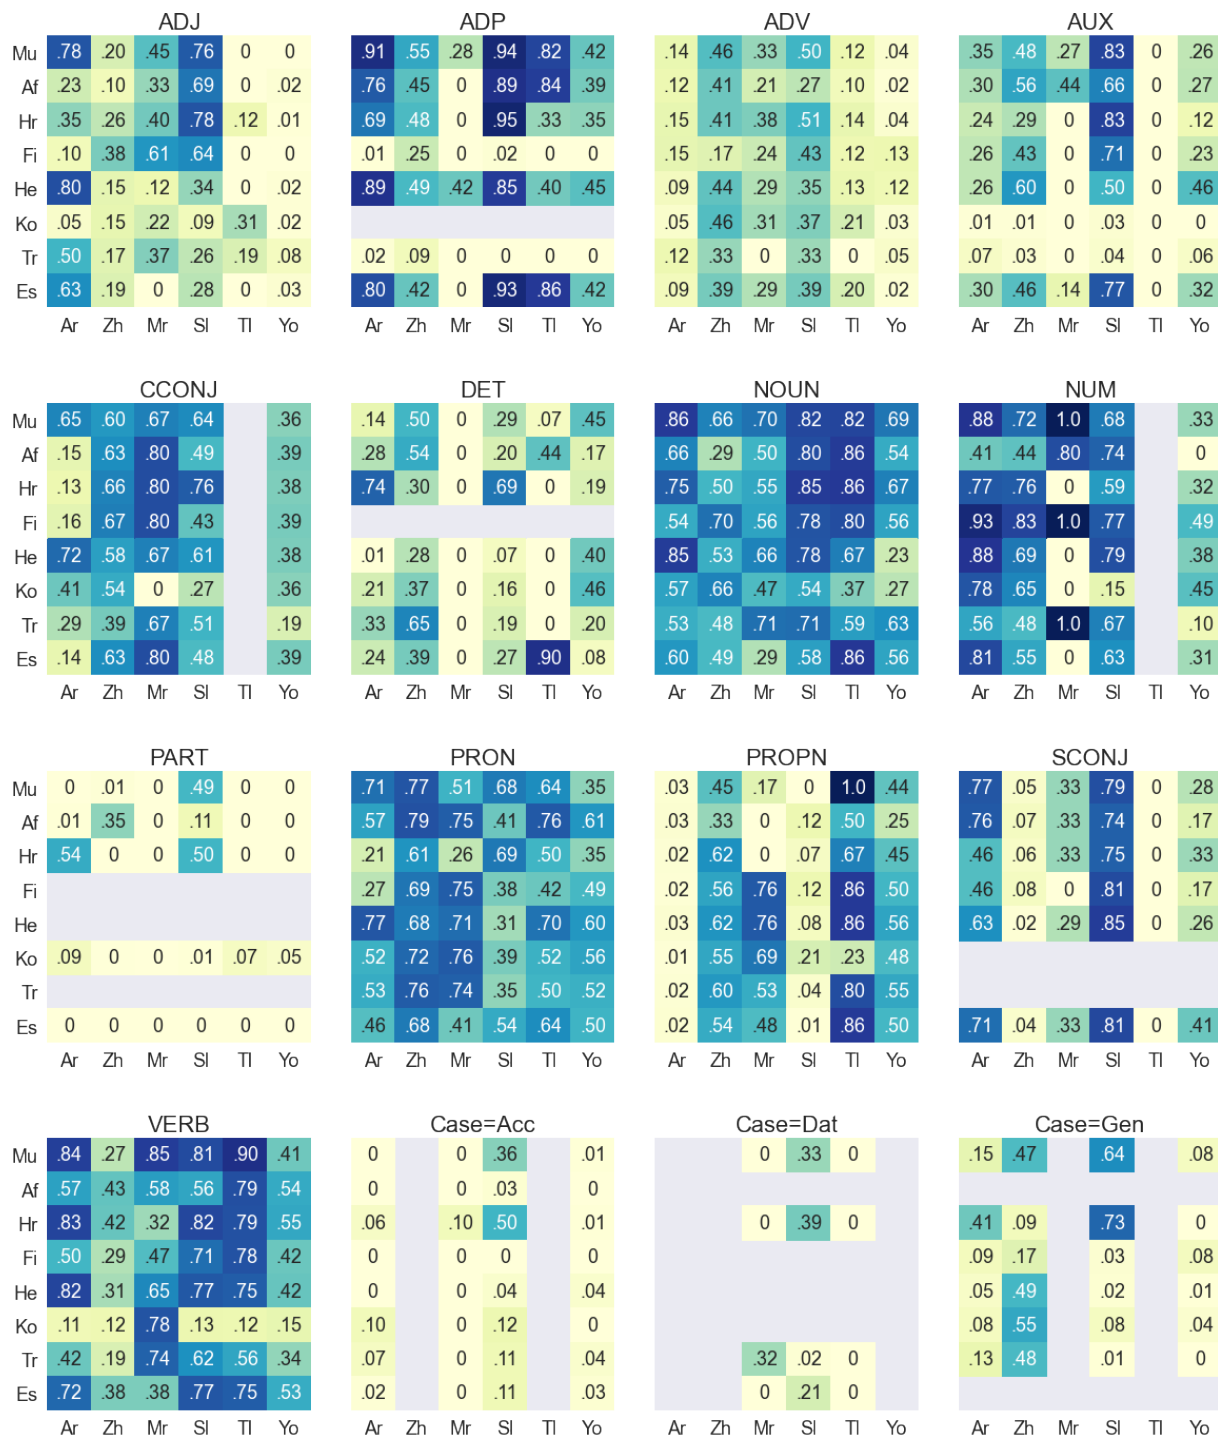 ADJ ADP ADV AUX
Mu .78 .20 .45 .76 0 0 .91 .55 .28 .94 .82 .42 .14 .46 .33 .50 .12 .04 .35 .48 .27 .83 0 .26
Af .23 .10 .33 .69 0 .02 .76 .45 0 .89 .84 .39 .12 .41 .21 .27 .10 .02 .30 .56 .44 .66 0 .27
Hr .35 .26 .40 .78 .12 .01 .69 .48 0 .95 .33 .35 .15 .41 .38 .51 .14 .04 .24 .29 0 .83 0 .12
Fi .10 .38 .61 .64 0 0 .01 .25 0 .02 0 0 .15 .17 .24 .43 .12 .13 .26 .43 0 .71 0 .23
He .80 .15 .12 .34 0 .02 .89 .49 .42 .85 .40 .45 .09 .44 .29 .35 .13 .12 .26 .60 0 .50 0 .46
Ko .05 .15 .22 .09 .31 .02 .05 .46 .31 .37 .21 .03 .01 .01 0 .03 0 0
Tr .50 .17 .37 .26 .19 .08 .02 .09 0 0 0 0 .12 .33 0 .33 0 .05 .07 .03 0 .04 0 .06
Es .63 .19 0 .28 0 .03 .80 .42 0 .93 .86 .42 .09 .39 .29 .39 .20 .02 .30 .46 .14 .77 0 .32
Ar Zh Mr Sl Tl Yo Ar Zh Mr Sl Tl Yo Ar Zh Mr Sl Tl Yo Ar Zh Mr Sl Tl Yo
CCONJ DET NOUN NUM
Mu .65 .60 .67 .64 .36 .14 .50 0 .29 .07 .45 .86 .66 .70 .82 .82 .69 .88 .72 1.0 .68 .33
Af .15 .63 .80 .49 .39 .28 .54 0 .20 .44 .17 .66 .29 .50 .80 .86 .54 .41 .44 .80 .74 0
Hr .13 .66 .80 .76 .38 .74 .30 0 .69 0 .19 .75 .50 .55 .85 .86 .67 .77 .76 0 .59 .32
Fi .16 .67 .80 .43 .39 .54 .70 .56 .78 .80 .56 .93 .83 1.0 .77 .49
He .72 .58 .67 .61 .38 .01 .28 0 .07 0 .40 .85 .53 .66 .78 .67 .23 .88 .69 0 .79 .38
Ko .41 .54 0 .27 .36 .21 .37 0 .16 0 .46 .57 .66 .47 .54 .37 .27 .78 .65 0 .15 .45
Tr .29 .39 .67 .51 .19 .33 .65 0 .19 0 .20 .53 .48 .71 .71 .59 .63 .56 .48 1.0 .67 .10
Es .14 .63 .80 .48 .39 .24 .39 0 .27 .90 .08 .60 .49 .29 .58 .86 .56 .81 .55 0 .63 .31
Ar Zh Mr Sl Tl Yo Ar Zh Mr Sl Tl Yo Ar Zh Mr Sl Tl Yo Ar Zh Mr Sl Tl Yo
PART PRON PROPN SCONJ
Mu 0 .01 0 .49 0 0 .71 .77 .51 .68 .64 .35 .03 .45 .17 0 1.0 .44 .77 .05 .33 .79 0 .28
Af .01 .35 0 .11 0 0 .57 .79 .75 .41 .76 .61 .03 .33 0 .12 .50 .25 .76 .07 .33 .74 0 .17
Hr .54 0 0 .50 0 0 .21 .61 .26 .69 .50 .35 .02 .62 0 .07 .67 .45 .46 .06 .33 .75 0 .33
Fi .27 .69 .75 .38 .42 .49 .02 .56 .76 .12 .86 .50 .46 .08 0 .81 0 .17
He .77 .68 .71 .31 .70 .60 .03 .62 .76 .08 .86 .56 .63 .02 .29 .85 0 .26
Ko .09 0 0 .01 .07 .05 .52 .72 .76 .39 .52 .56 .01 .55 .69 .21 .23 .48
Tr .53 .76 .74 .35 .50 .52 .02 .60 .53 .04 .80 .55
Es 0 0 0 0 0 0 .46 .68 .41 .54 .64 .50 .02 .54 .48 .01 .86 .50 .71 .04 .33 .81 0 .41
Ar Zh Mr Sl Tl Yo Ar Zh Mr Sl Tl Yo Ar Zh Mr Sl Tl Yo Ar Zh Mr Sl Tl Yo
VERB Case=Acc Case=Dat Case=Gen
Mu .84 .27 .85 .81 .90 .41 0 0 .36 .01 0 .33 0 .15 .47 .64 .08
Af .57 .43 .58 .56 .79 .54 0 0 .03 0
Hr .83 .42 .32 .82 .79 .55 .06 .10 .50 .01 0 .39 0 .41 .09 .73 0
Fi .50 .29 .47 .71 .78 .42 0 0 0 0 .09 .17 .03 .08
He .82 .31 .65 .77 .75 .42 0 0 .04 .04 .05 .49 .02 .01
Ko .11 .12 .78 .13 .12 .15 .10 0 .12 0 .08 .55 .08 .04
Tr .42 .19 .74 .62 .56 .34 .07 0 .11 .04 .32 .02 0 .13 .48 .01 0
Es .72 .38 .38 .77 .75 .53 .02 0 .11 .03 0 .21 0
Ar Zh Mr Sl Tl Yo Ar Zh Mr Sl Tl Yo Ar Zh Mr Sl Tl Yo Ar Zh Mr Sl Tl Yo